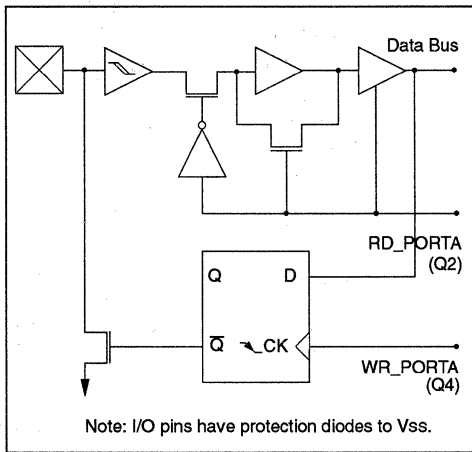 Data Bus
RD_PORTA
(Q2)
Q D
Q̅ CK
WR_PORTA
(Q4)
Note: I/O pins have protection diodes to Vss.